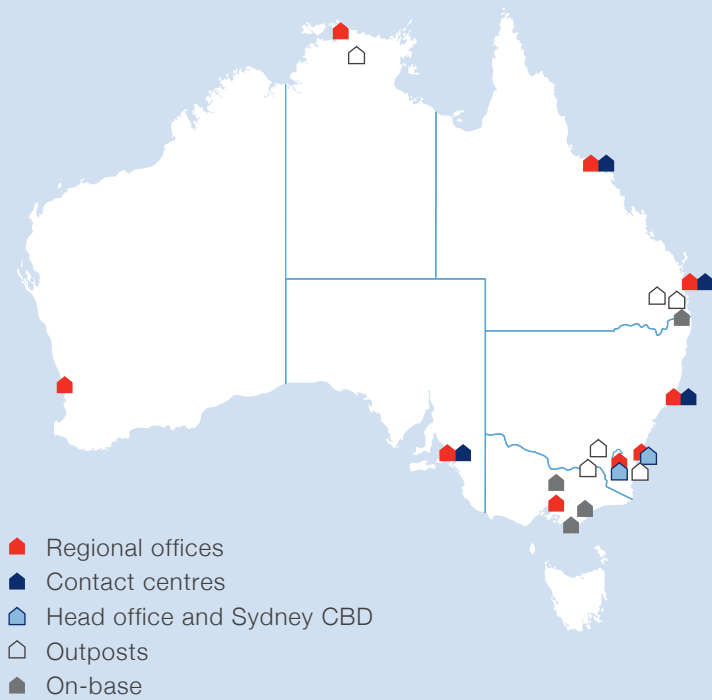 Regional offices
Contact centres
Head office and Sydney CBD
Outposts
On-base